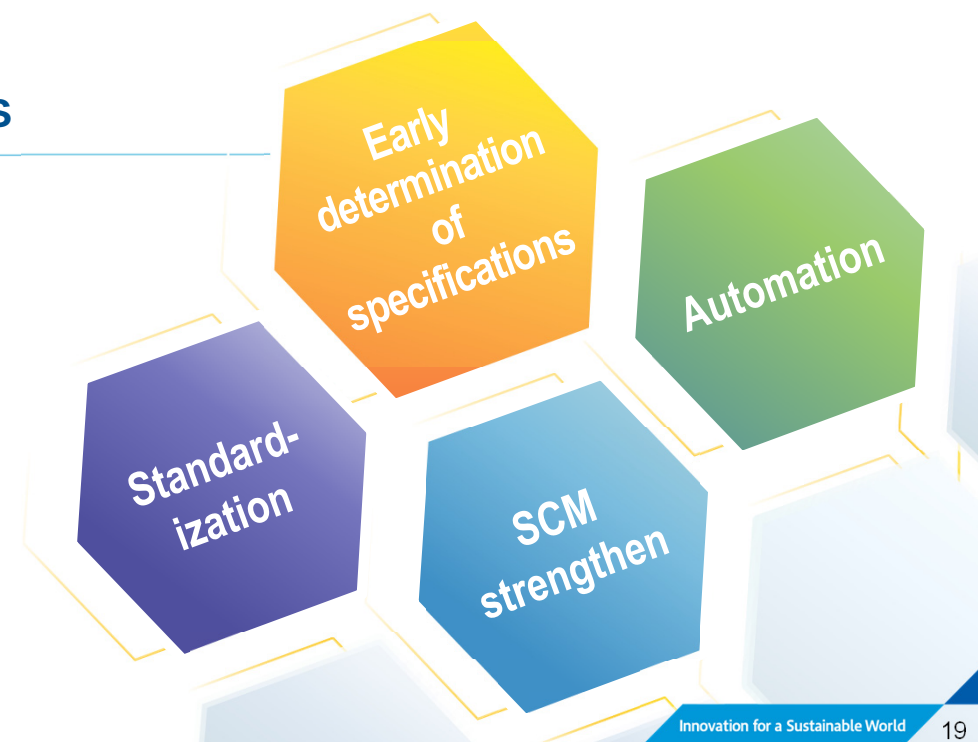 s
Early
determination
of
specifications
Automation
Standard-
ization
SCM
strengthen
Innovation for a Sustainable World
19